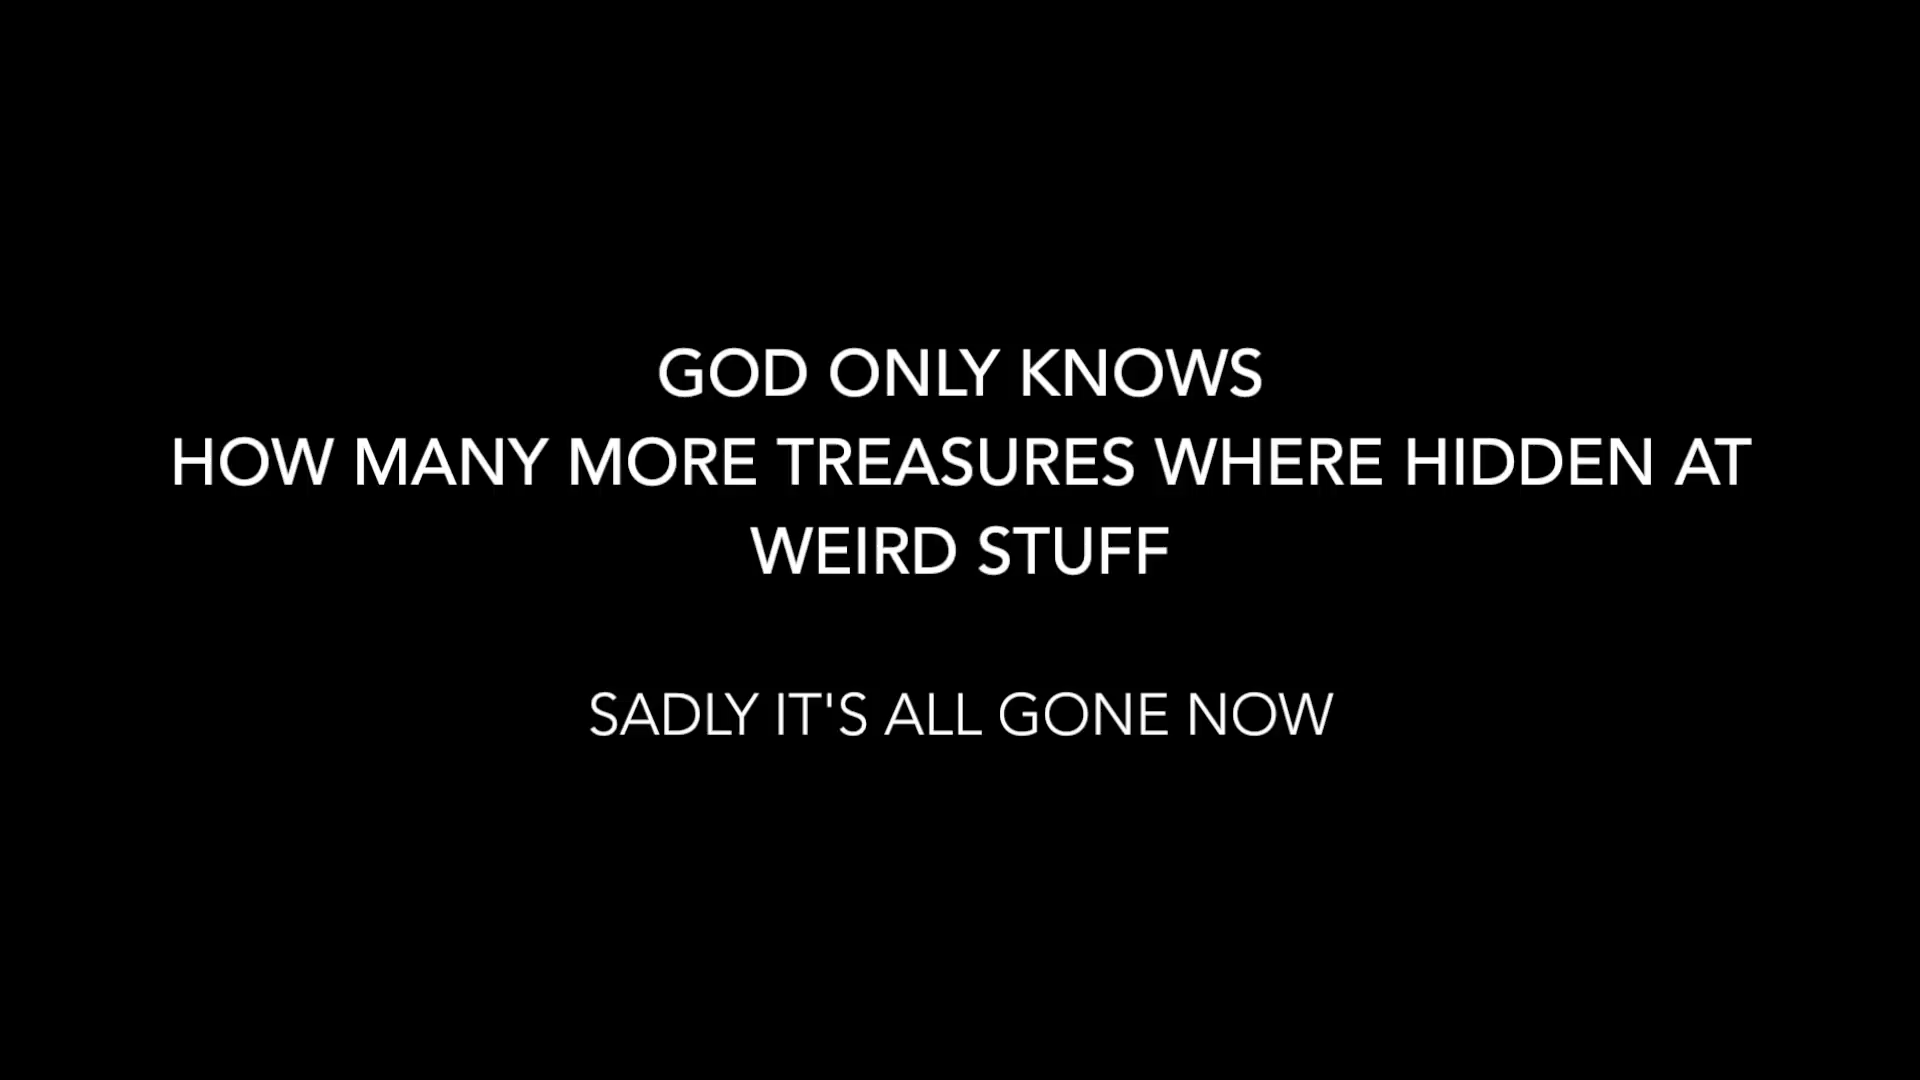 GOD ONLY KNOWS
HOW MANY MORE TREASURES WHERE HIDDEN AT
WEIRD STUFF
SADLY IT'S ALL GONE NOW